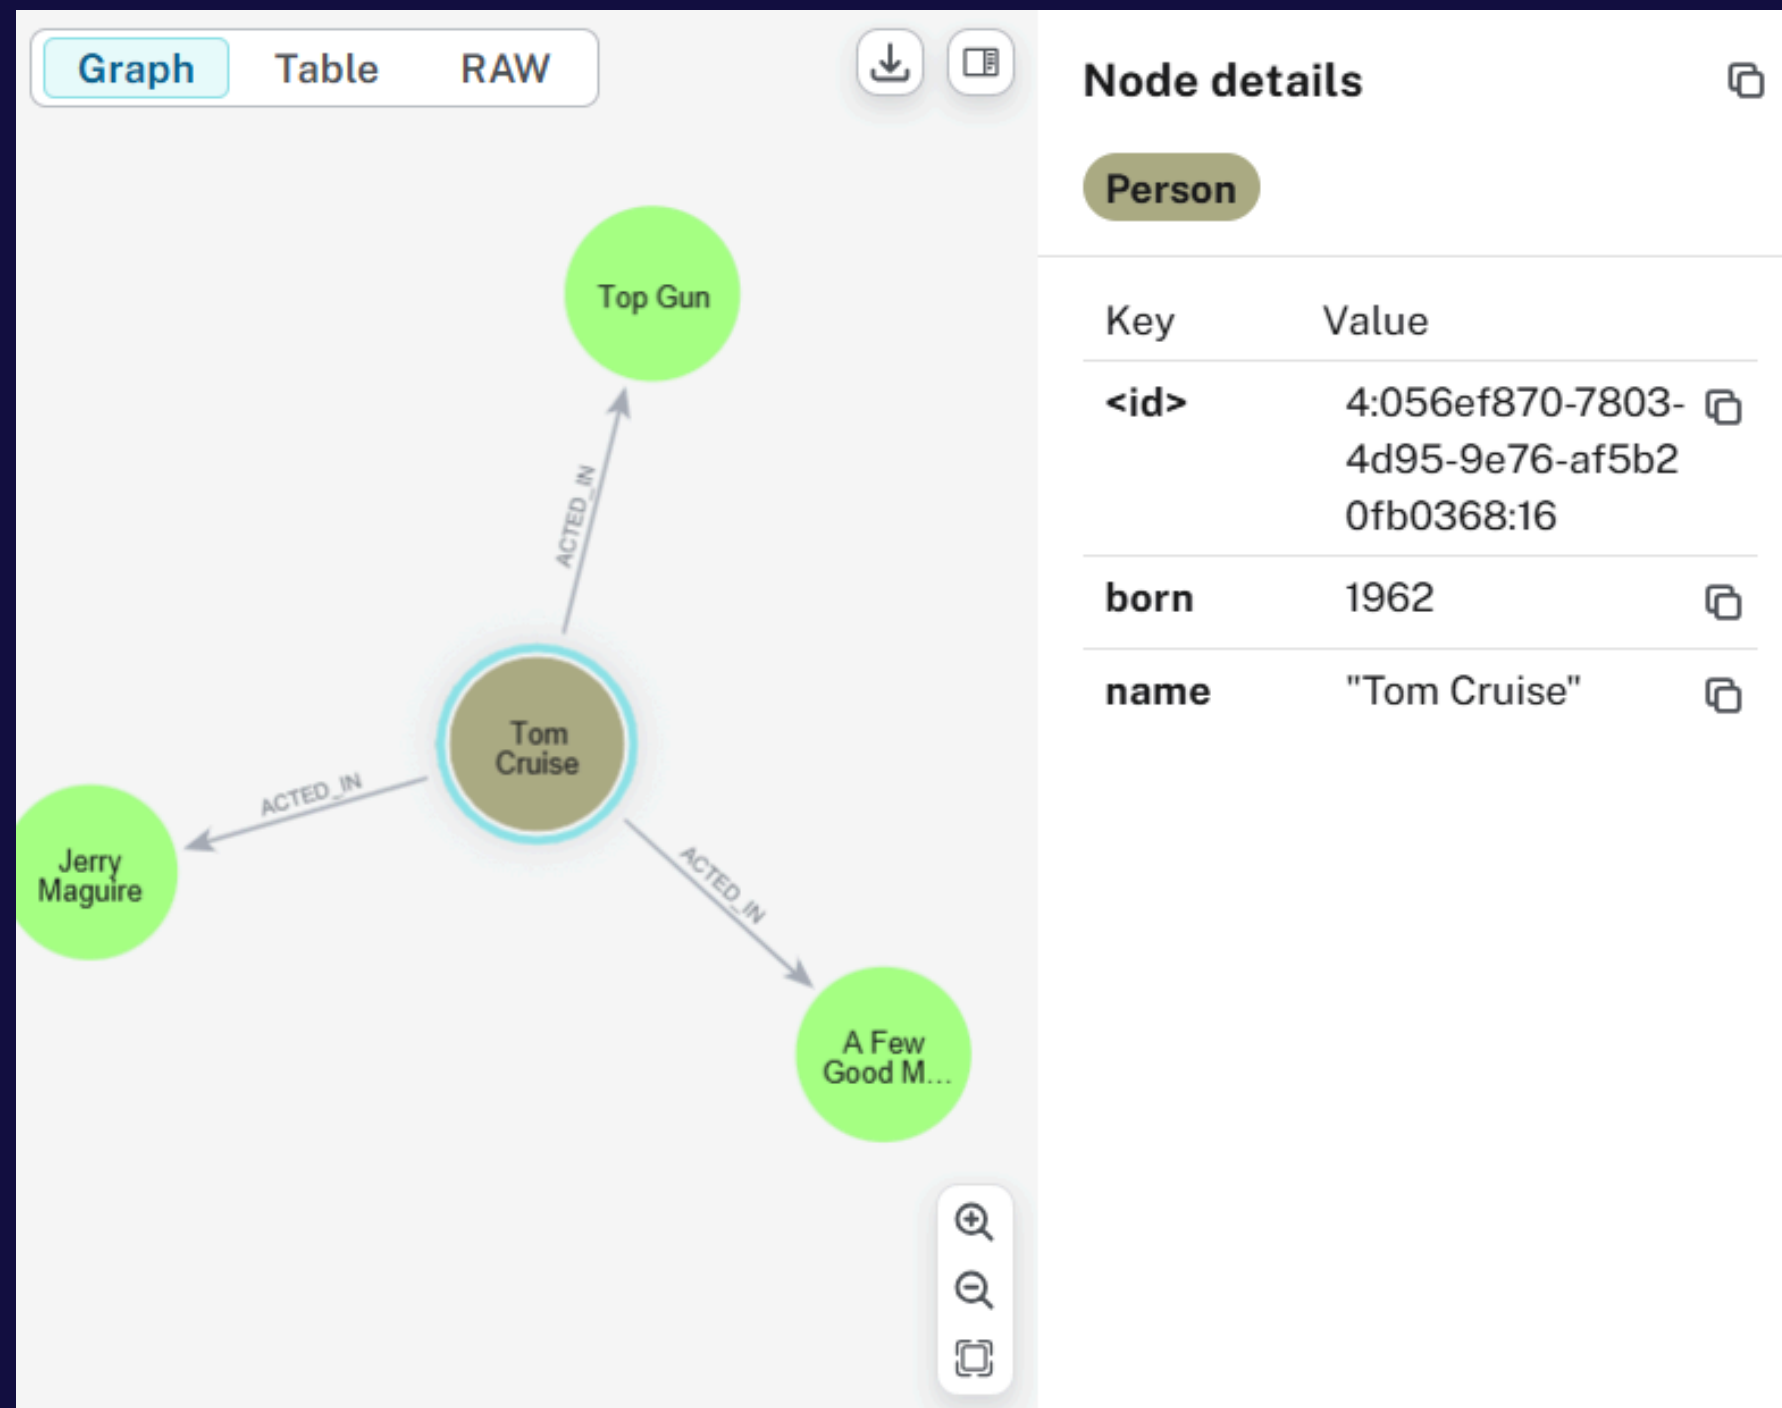 Graph Table RAW
Top Gun
ACTED_IN
Tom
Cruise
ACTED_IN
Jerry
Maguire
ACTED_IN
A Few
Good M...
Node details
Person
Key Value
<id> 4:056ef870-7803-
4d95-9e76-af5b2
0fb0368:16
born 1962
name "Tom Cruise"